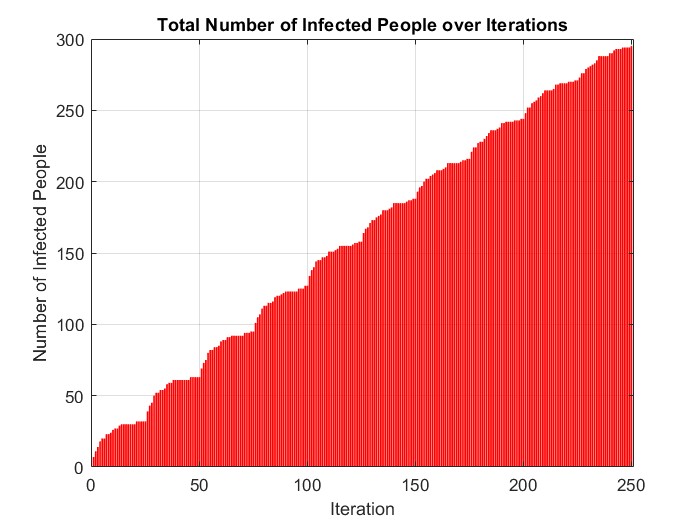 Total Number of Infected People over Iterations
300
250
200
150
100
50
0
Number of Infected People
0 50 100 150 200 250
Iteration